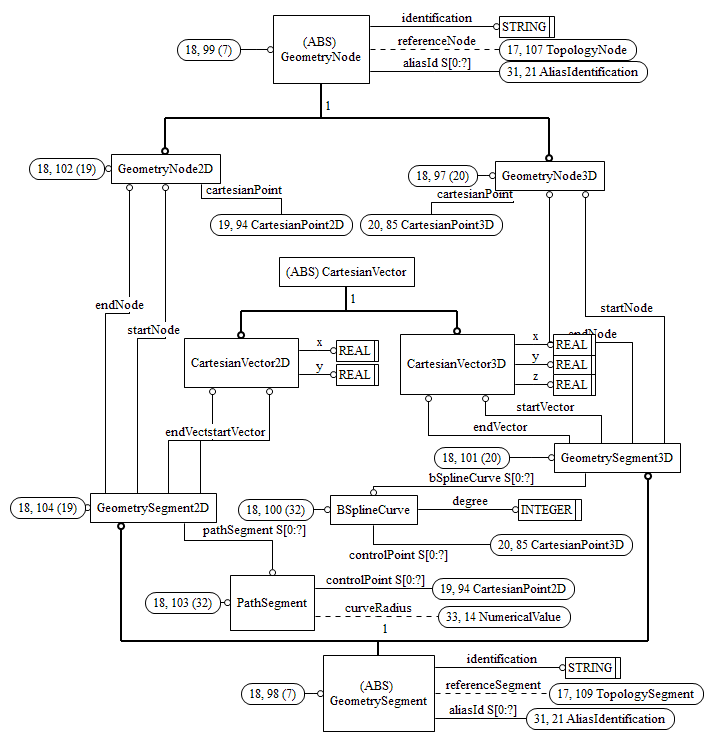 identification
STRING
(ABS)
GeometryNode
18, 99 (7)
referenceNode
17, 107 TopologyNode
aliasId S[0:?]
31, 21 AliasIdentification
1
18, 102 (19)
GeometryNode2D
18, 97 (20)
GeometryNode3D
cartesianPoint
cartesianPoint
19, 94 CartesianPoint2D
20, 85 CartesianPoint3D
(ABS) CartesianVector
1
endNode
startNode
startNode
endNode
x
REAL
y
REAL
CartesianVector2D
CartesianVector3D
x
REAL
y
REAL
z
REAL
startVector
endVector
endVectstartVector
18, 101 (20)
GeometrySegment3D
bSplineCurve S[0:?]
18, 104 (19)
GeometrySegment2D
18, 100 (32)
BSplineCurve
degree
INTEGER
pathSegment S[0:?]
controlPoint S[0:?]
20, 85 CartesianPoint3D
18, 103 (32)
PathSegment
controlPoint S[0:?]
19, 94 CartesianPoint2D
curveRadius
33, 14 NumericalValue
1
identification
STRING
(ABS)
GeometrySegment
18, 98 (7)
referenceSegment
17, 109 TopologySegment
aliasId S[0:?]
31, 21 AliasIdentification